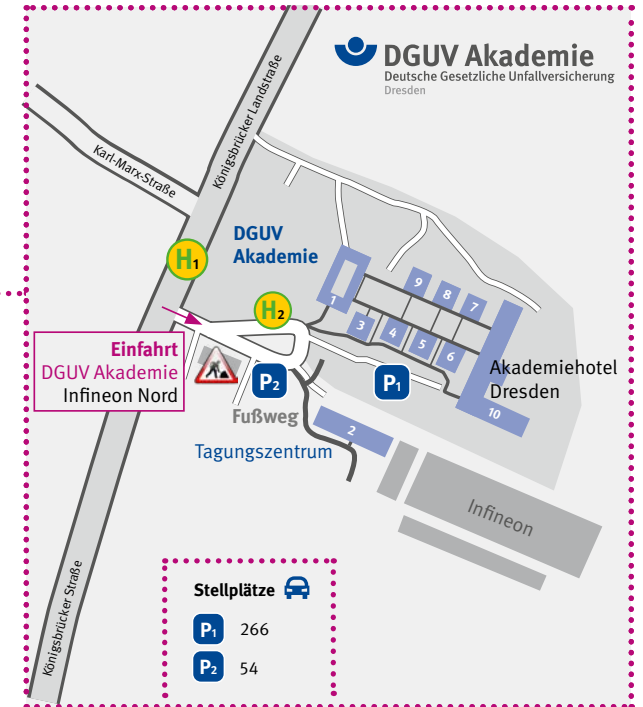 DGUV Akademie
Deutsche Gesetzliche Unfallversicherung
Dresden
Königsbrücker Landstraße
Karl-Marx-Straße
DGUV
Akademie
H1
H2
1
3
4
5
6
7
8
9
10
2
Einfahrt
DGUV Akademie
Infineon Nord
P2
P1
Akademiehotel
Dresden
Fußweg
Tagungszentrum
Infineon
Königsbrücker Straße
Stellplätze
P1 266
P2 54